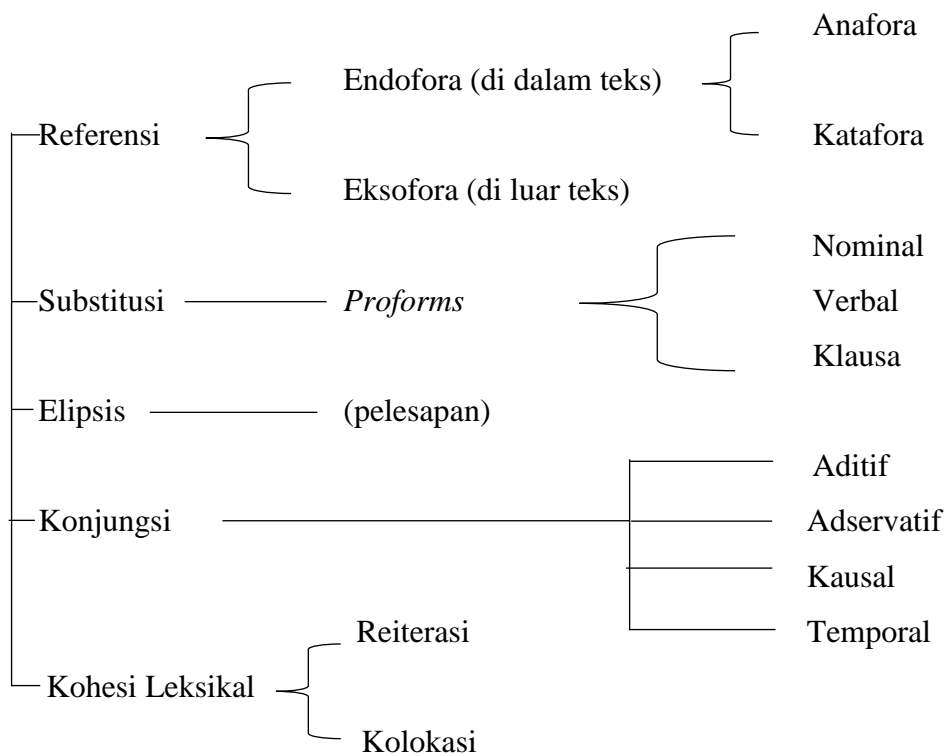 Anafora
Endofora (di dalam teks)
Referensi
Katafora
Eksofora (di luar teks)
Nominal
Substitusi
Proforms
Verbal
Klausa
Elipsis
(pelesapan)
Aditif
Konjungsi
Adservatif
Kausal
Temporal
Reiterasi
Kohesi Leksikal
Kolokasi